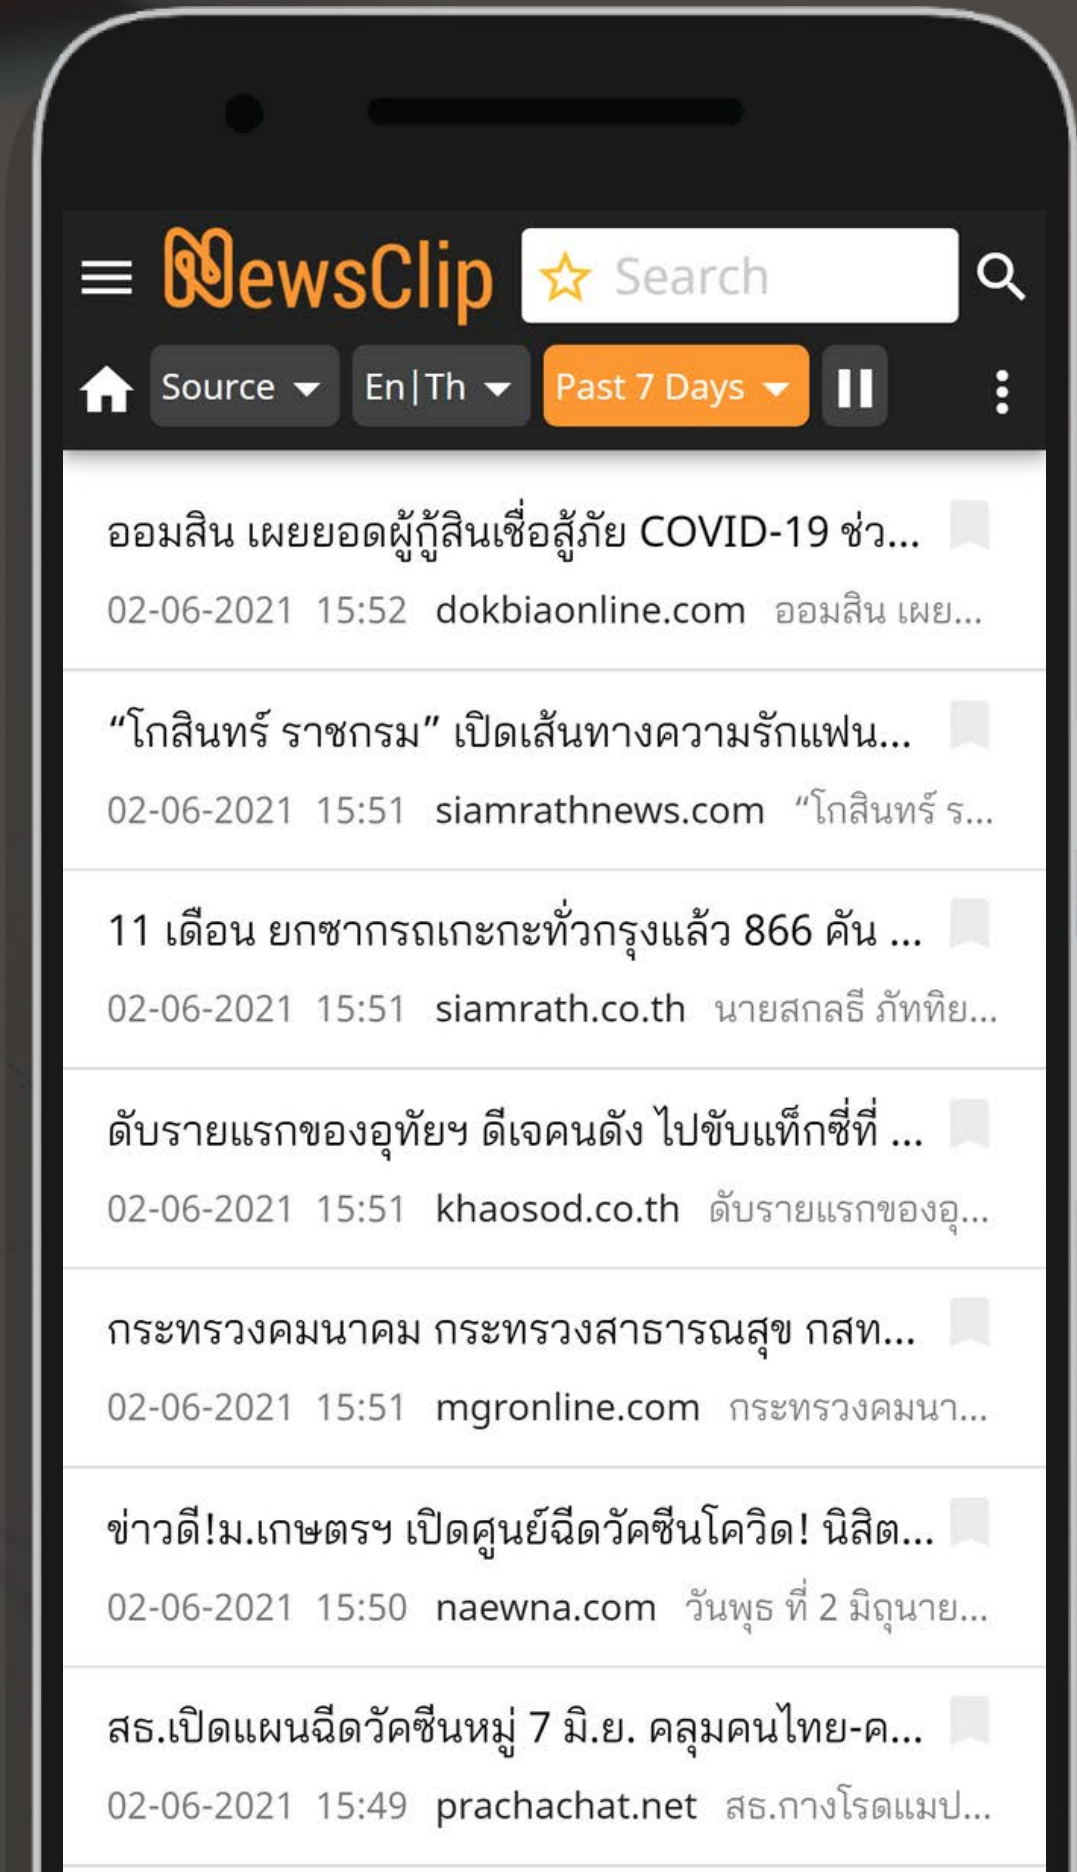 NewsClip
Search
Source En|Th Past 7 Days
ออมสิน เผยยอดผู้กู้สินเชื่อสู้ภัย COVID-19 ช่ว...
02-06-2021 15:52 dokbiaonline.com ออมสิน เผย...
“โกสินทร์ ราชกรม” เปิดเส้นทางความรักแฟน...
02-06-2021 15:51 siamrathnews.com “โกสินทร์ ร...
11 เดือน ยกซากรถเกะกะทั่วกรุงแล้ว 866 คัน ...
02-06-2021 15:51 siamrath.co.th นายสกลธี ภัททิย...
ดับรายแรกของอุทัยฯ ดีเจคนดัง ไปขับแท็กซี่ที่ ...
02-06-2021 15:51 khaosod.co.th ดับรายแรกของอุ...
กระทรวงคมนาคม กระทรวงสาธารณสุข กสท...
02-06-2021 15:51 mgronline.com กระทรวงคมนา...
ข่าวดี!ม.เกษตรฯ เปิดศูนย์ฉีดวัคซีนโควิด! นิสิต...
02-06-2021 15:50 naewna.com วันพุธ ที่ 2 มิถุนาย...
สธ.เปิดแผนฉีดวัคซีนหมู่ 7 มิ.ย. คลุมคนไทย-ค...
02-06-2021 15:49 prachachat.net สธ.กางโรดแมป...